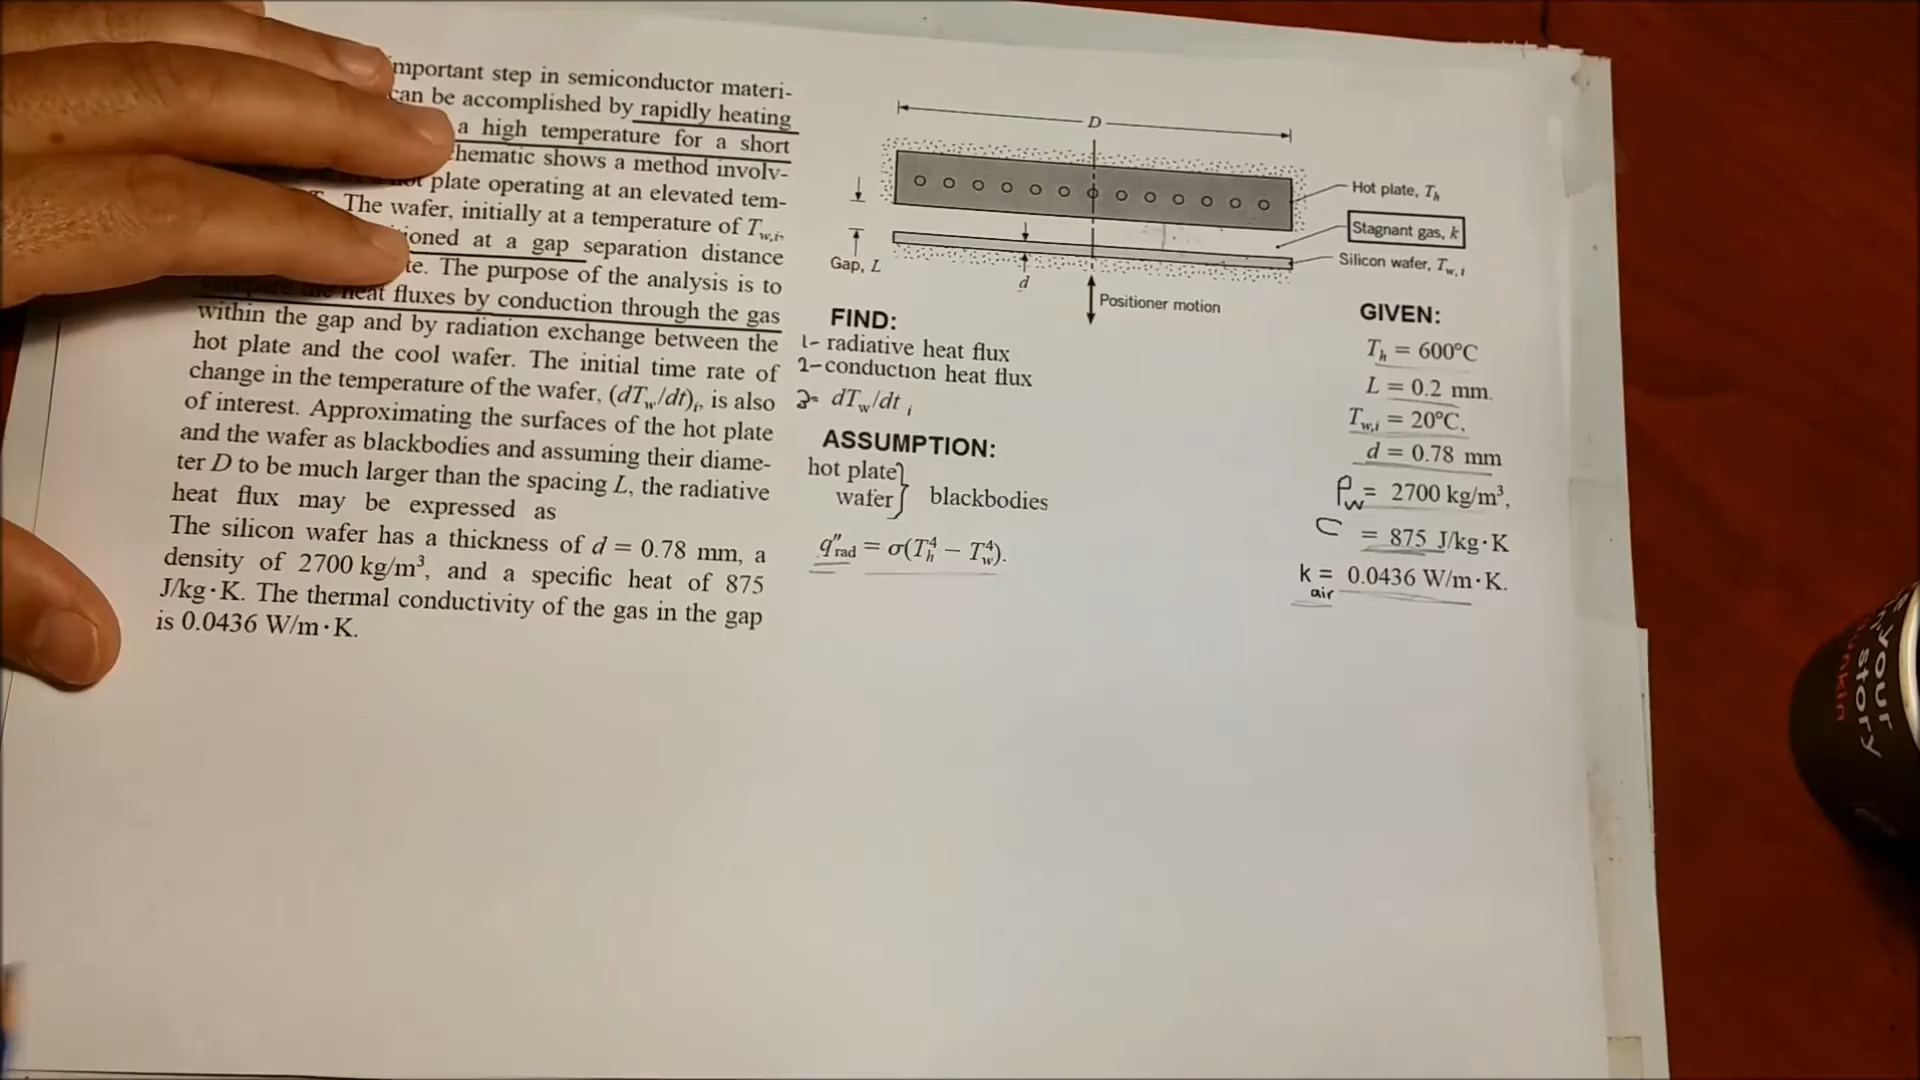 important step in semiconductor materi-
can be accomplished by rapidly heating
a high temperature for a short
hematic shows a method involv-
plate operating at an elevated tem-
The wafer, initially at a temperature of T_w,i,
ioned at a gap separation distance
te. The purpose of the analysis is to
heat fluxes by conduction through the gas
within the gap and by radiation exchange between the
hot plate and the cool wafer. The initial time rate of
change in the temperature of the wafer, (dT_w/dt)_i, is also
of interest. Approximating the surfaces of the hot plate
and the wafer as blackbodies and assuming their diame-
ter D to be much larger than the spacing L, the radiative
heat flux may be expressed as
The silicon wafer has a thickness of d = 0.78 mm, a
density of 2700 kg/m³, and a specific heat of 875
J/kg·K. The thermal conductivity of the gas in the gap
is 0.0436 W/m·K.
D
Hot plate, T_h
Stagnant gas, k
Silicon wafer, T_w,i
Gap, L
d
Positioner motion
FIND:
1- radiative heat flux
2- conduction heat flux
3- dT_w/dt_i
ASSUMPTION:
hot plate
wafer } blackbodies
q″_rad = σ(T_h⁴ − T_w⁴).
GIVEN:
T_h = 600°C
L = 0.2 mm.
T_w,i = 20°C,
d = 0.78 mm
ρ_w = 2700 kg/m³,
C = 875 J/kg·K
k = 0.0436 W/m·K.
air
your
story